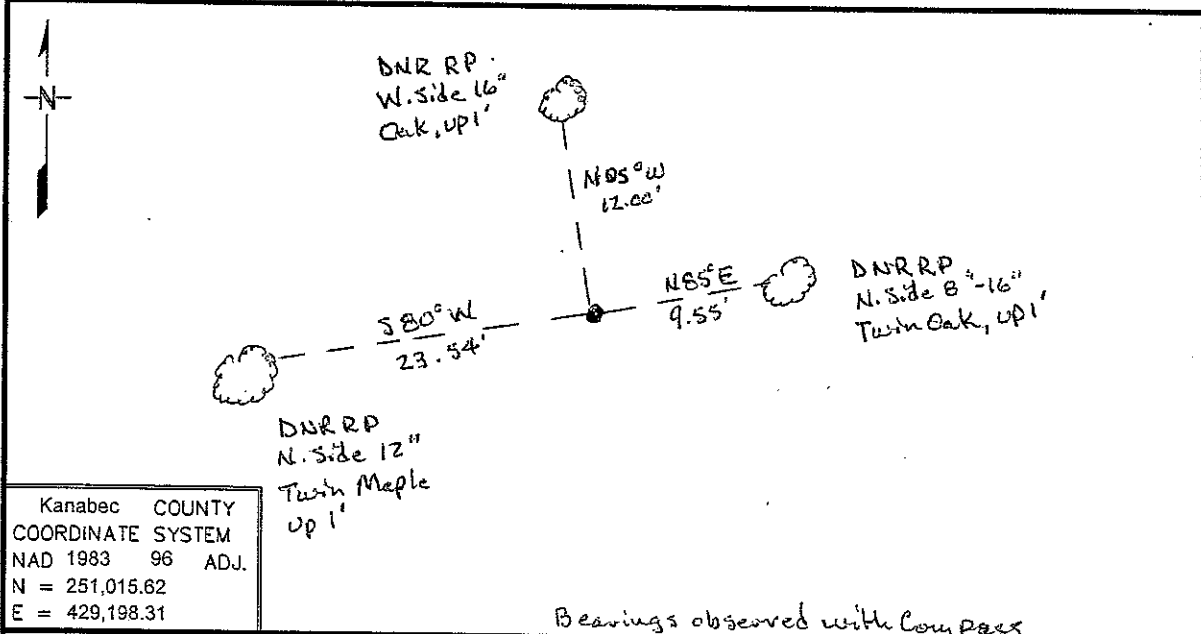 N
DNR RP.
W. Side 16"
Oak, up 1'
N05°W
12.00'
N85°E
9.55'
DNR RP
N. Side 8"-16"
Twin Oak, up 1'
S80°W
23.54'
DNR RP
N. Side 12"
Twin Maple
up 1'
Kanabec COUNTY
COORDINATE SYSTEM
NAD 1983 96 ADJ.
N = 251,015.62
E = 429,198.31
Bearings observed with Compass